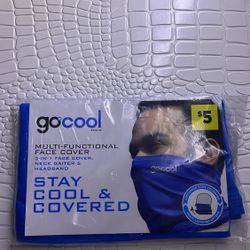 gocool
$5
MULTI-FUNCTIONAL
FACE COVER
3-IN-1 FACE COVER,
NECK GAITER &
HEADBAND
gocool
STAY
COOL &
COVERED